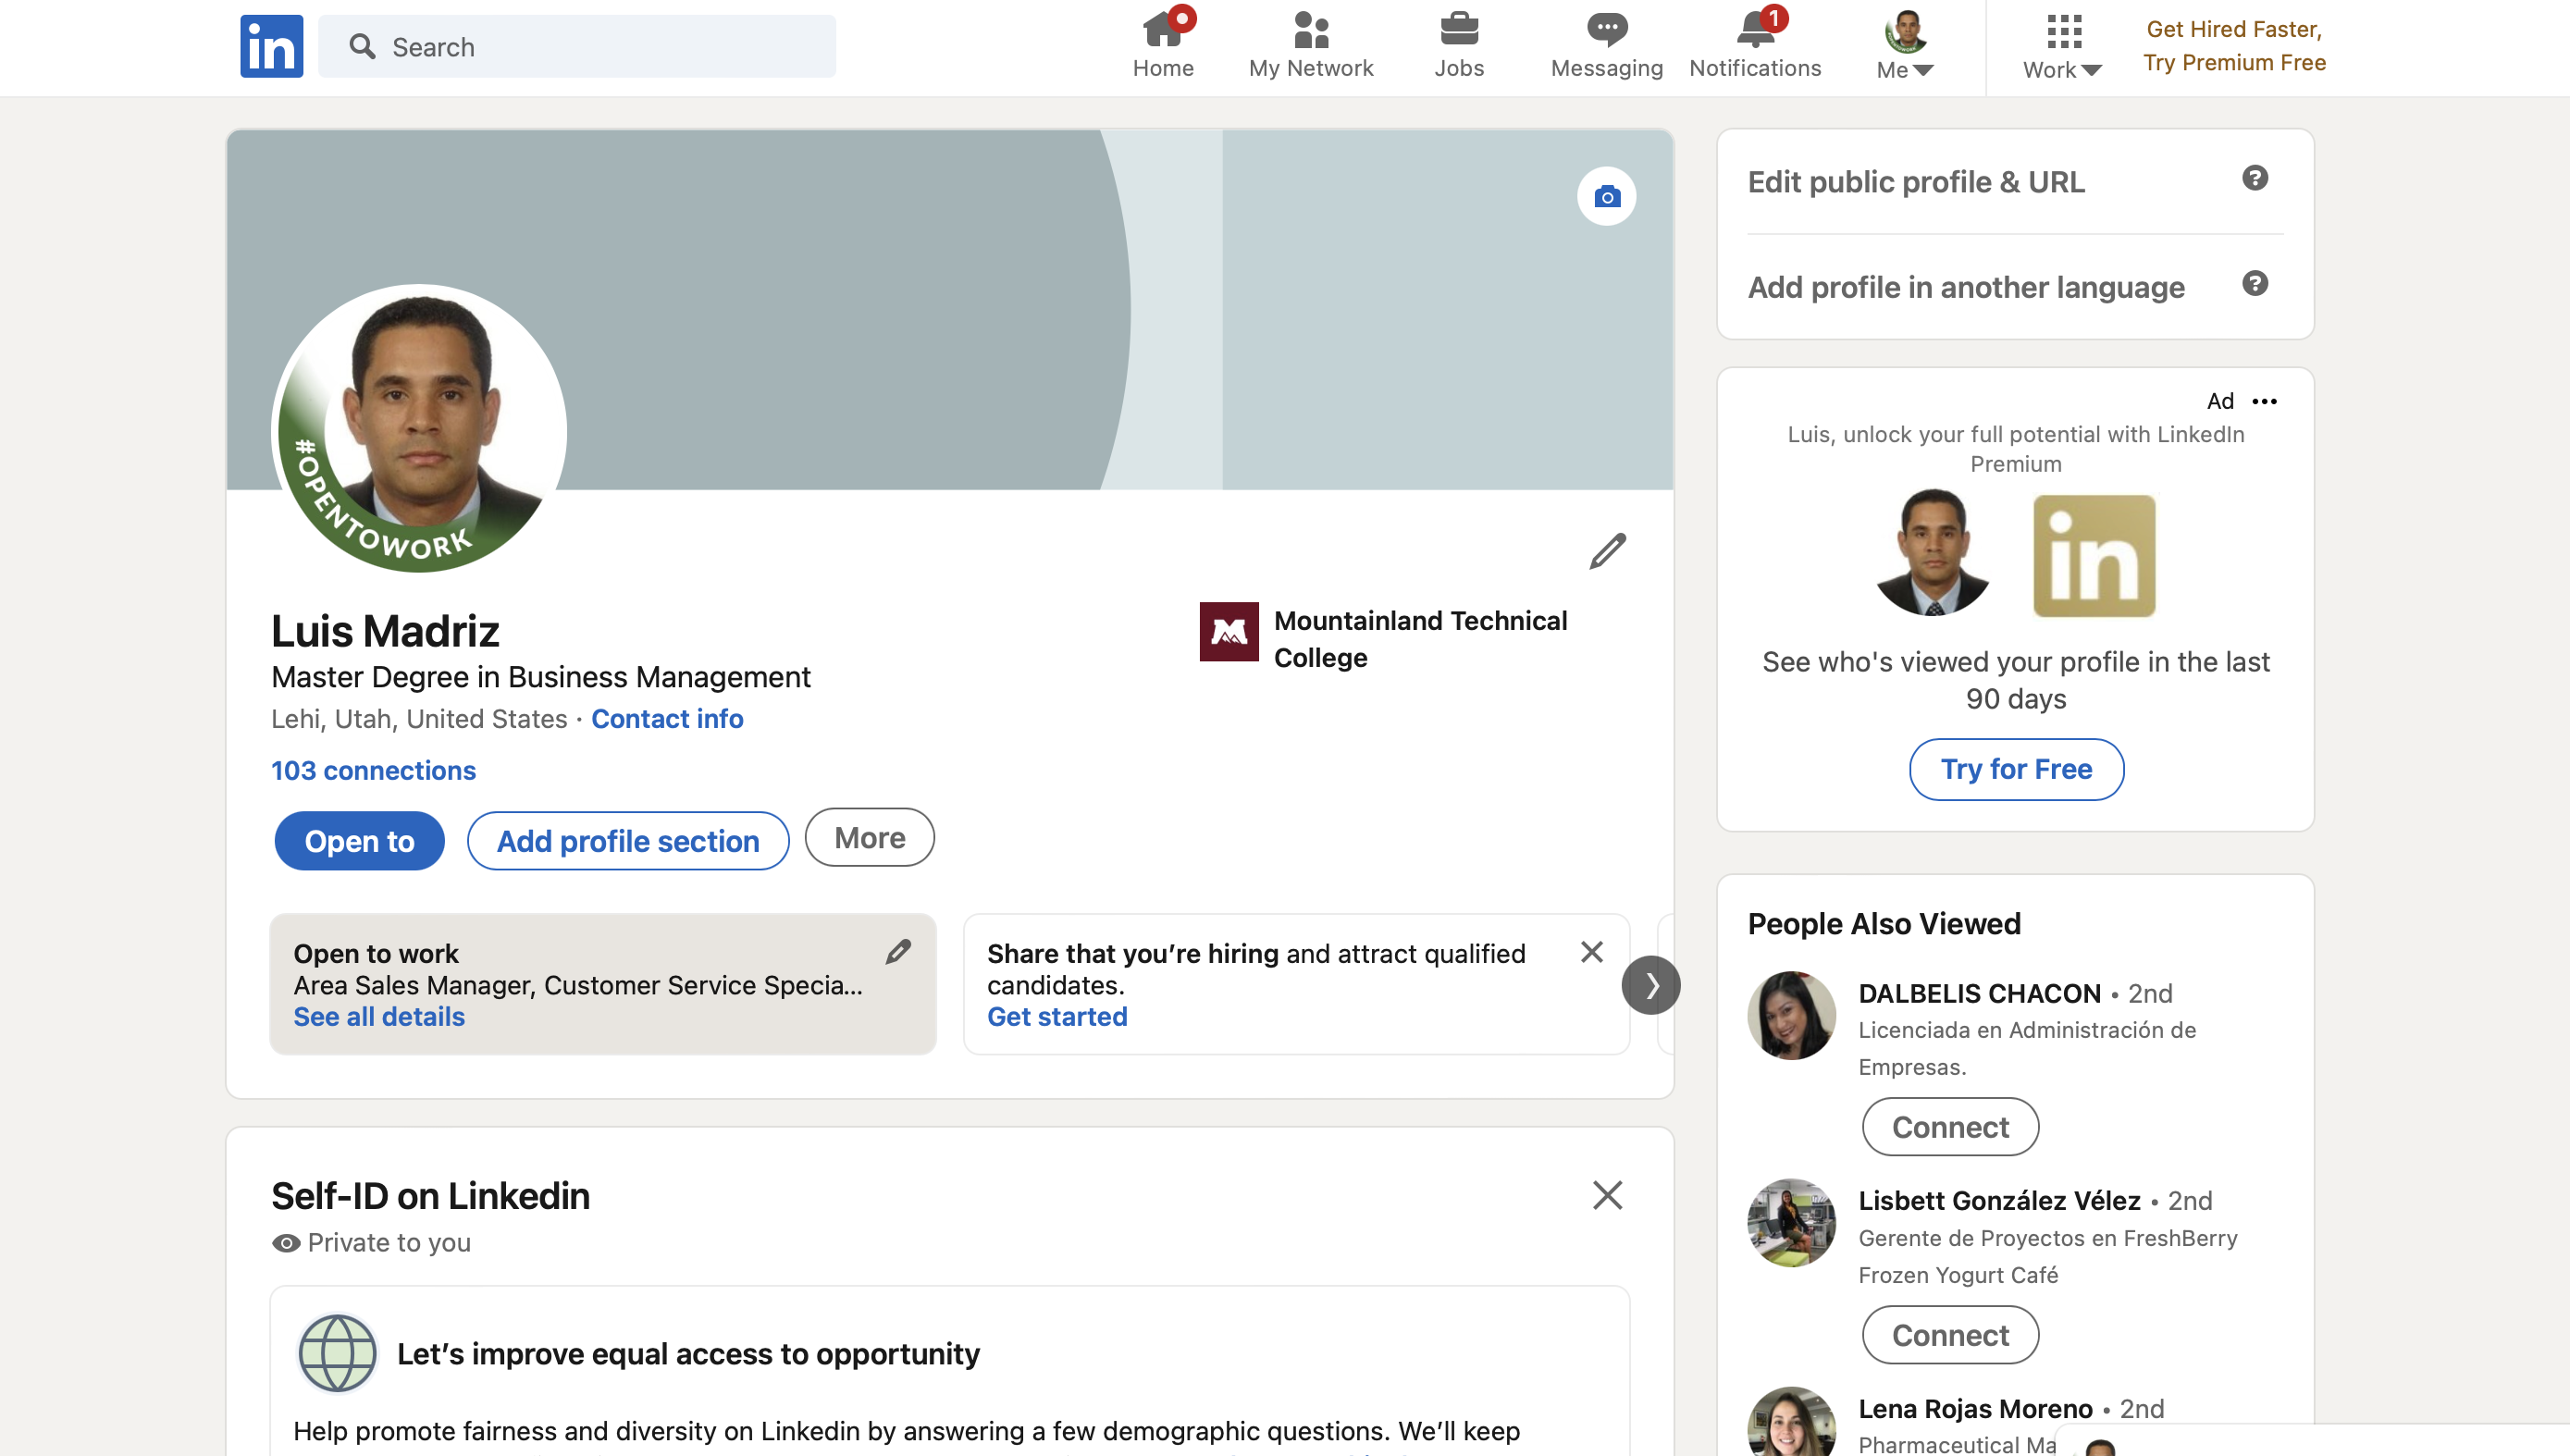 in
Search
Home
My Network
Jobs
Messaging
1
Notifications
Me
Work
Get Hired Faster,
Try Premium Free
#OPENTOWORK
Luis Madriz
Master Degree in Business Management
Lehi, Utah, United States · Contact info
103 connections
Mountainland Technical
College
Open to
Add profile section
More
Open to work
Area Sales Manager, Customer Service Specia...
See all details
Share that you’re hiring and attract qualified
candidates.
Get started
Self-ID on Linkedin
Private to you
Let’s improve equal access to opportunity
Help promote fairness and diversity on Linkedin by answering a few demographic questions. We’ll keep
Edit public profile & URL
Add profile in another language
Ad
Luis, unlock your full potential with LinkedIn
Premium
in
See who's viewed your profile in the last
90 days
Try for Free
People Also Viewed
DALBELIS CHACON • 2nd
Licenciada en Administración de
Empresas.
Connect
Lisbett González Vélez • 2nd
Gerente de Proyectos en FreshBerry
Frozen Yogurt Café
Connect
Lena Rojas Moreno • 2nd
Pharmaceutical Ma